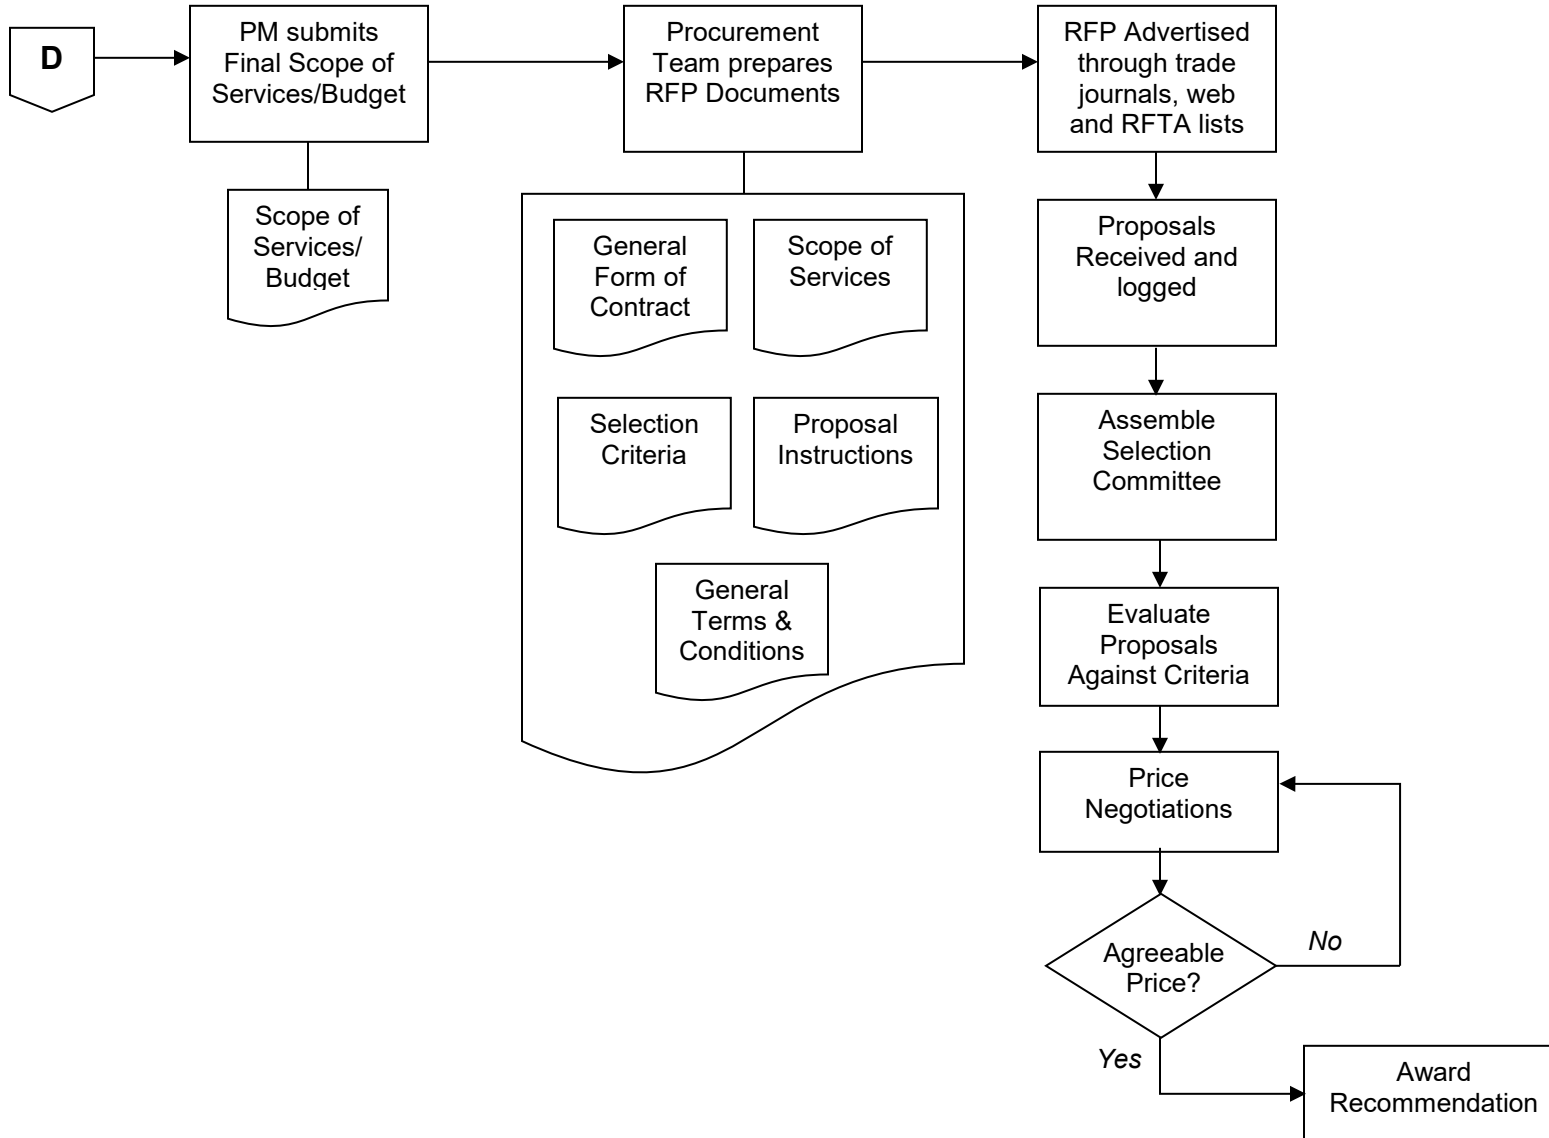 D
PM submits
Final Scope of
Services/Budget
Procurement
Team prepares
RFP Documents
RFP Advertised
through trade
journals, web
and RFTA lists
Scope of
Services/
Budget
General
Form of
Contract
Scope of
Services
Proposals
Received and
logged
Selection
Criteria
Proposal
Instructions
Assemble
Selection
Committee
General
Terms &
Conditions
Evaluate
Proposals
Against Criteria
Price
Negotiations
Agreeable
Price?
No
Yes
Award
Recommendation